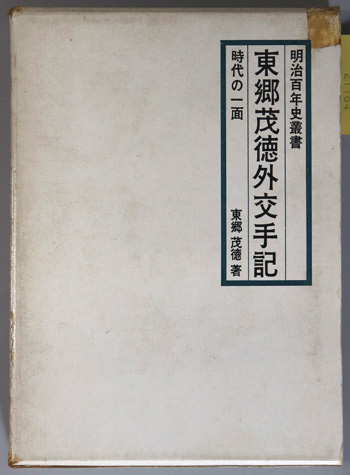 明治百年史叢書
東郷茂徳外交手記
時代の一面
東郷茂徳著